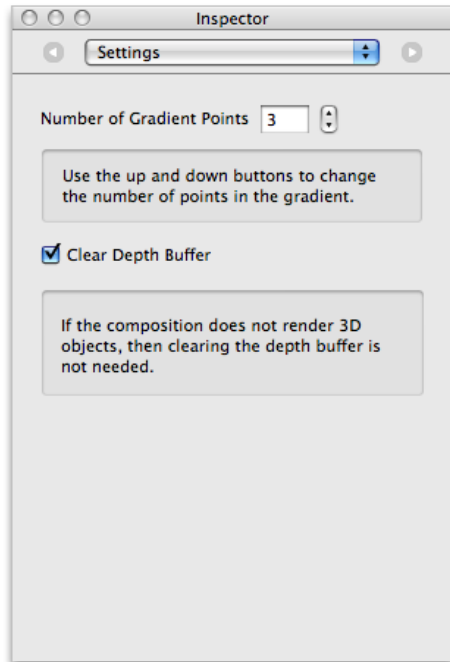 Inspector
Settings
Number of Gradient Points 3
Use the up and down buttons to change
the number of points in the gradient.
Clear Depth Buffer
If the composition does not render 3D
objects, then clearing the depth buffer is
not needed.